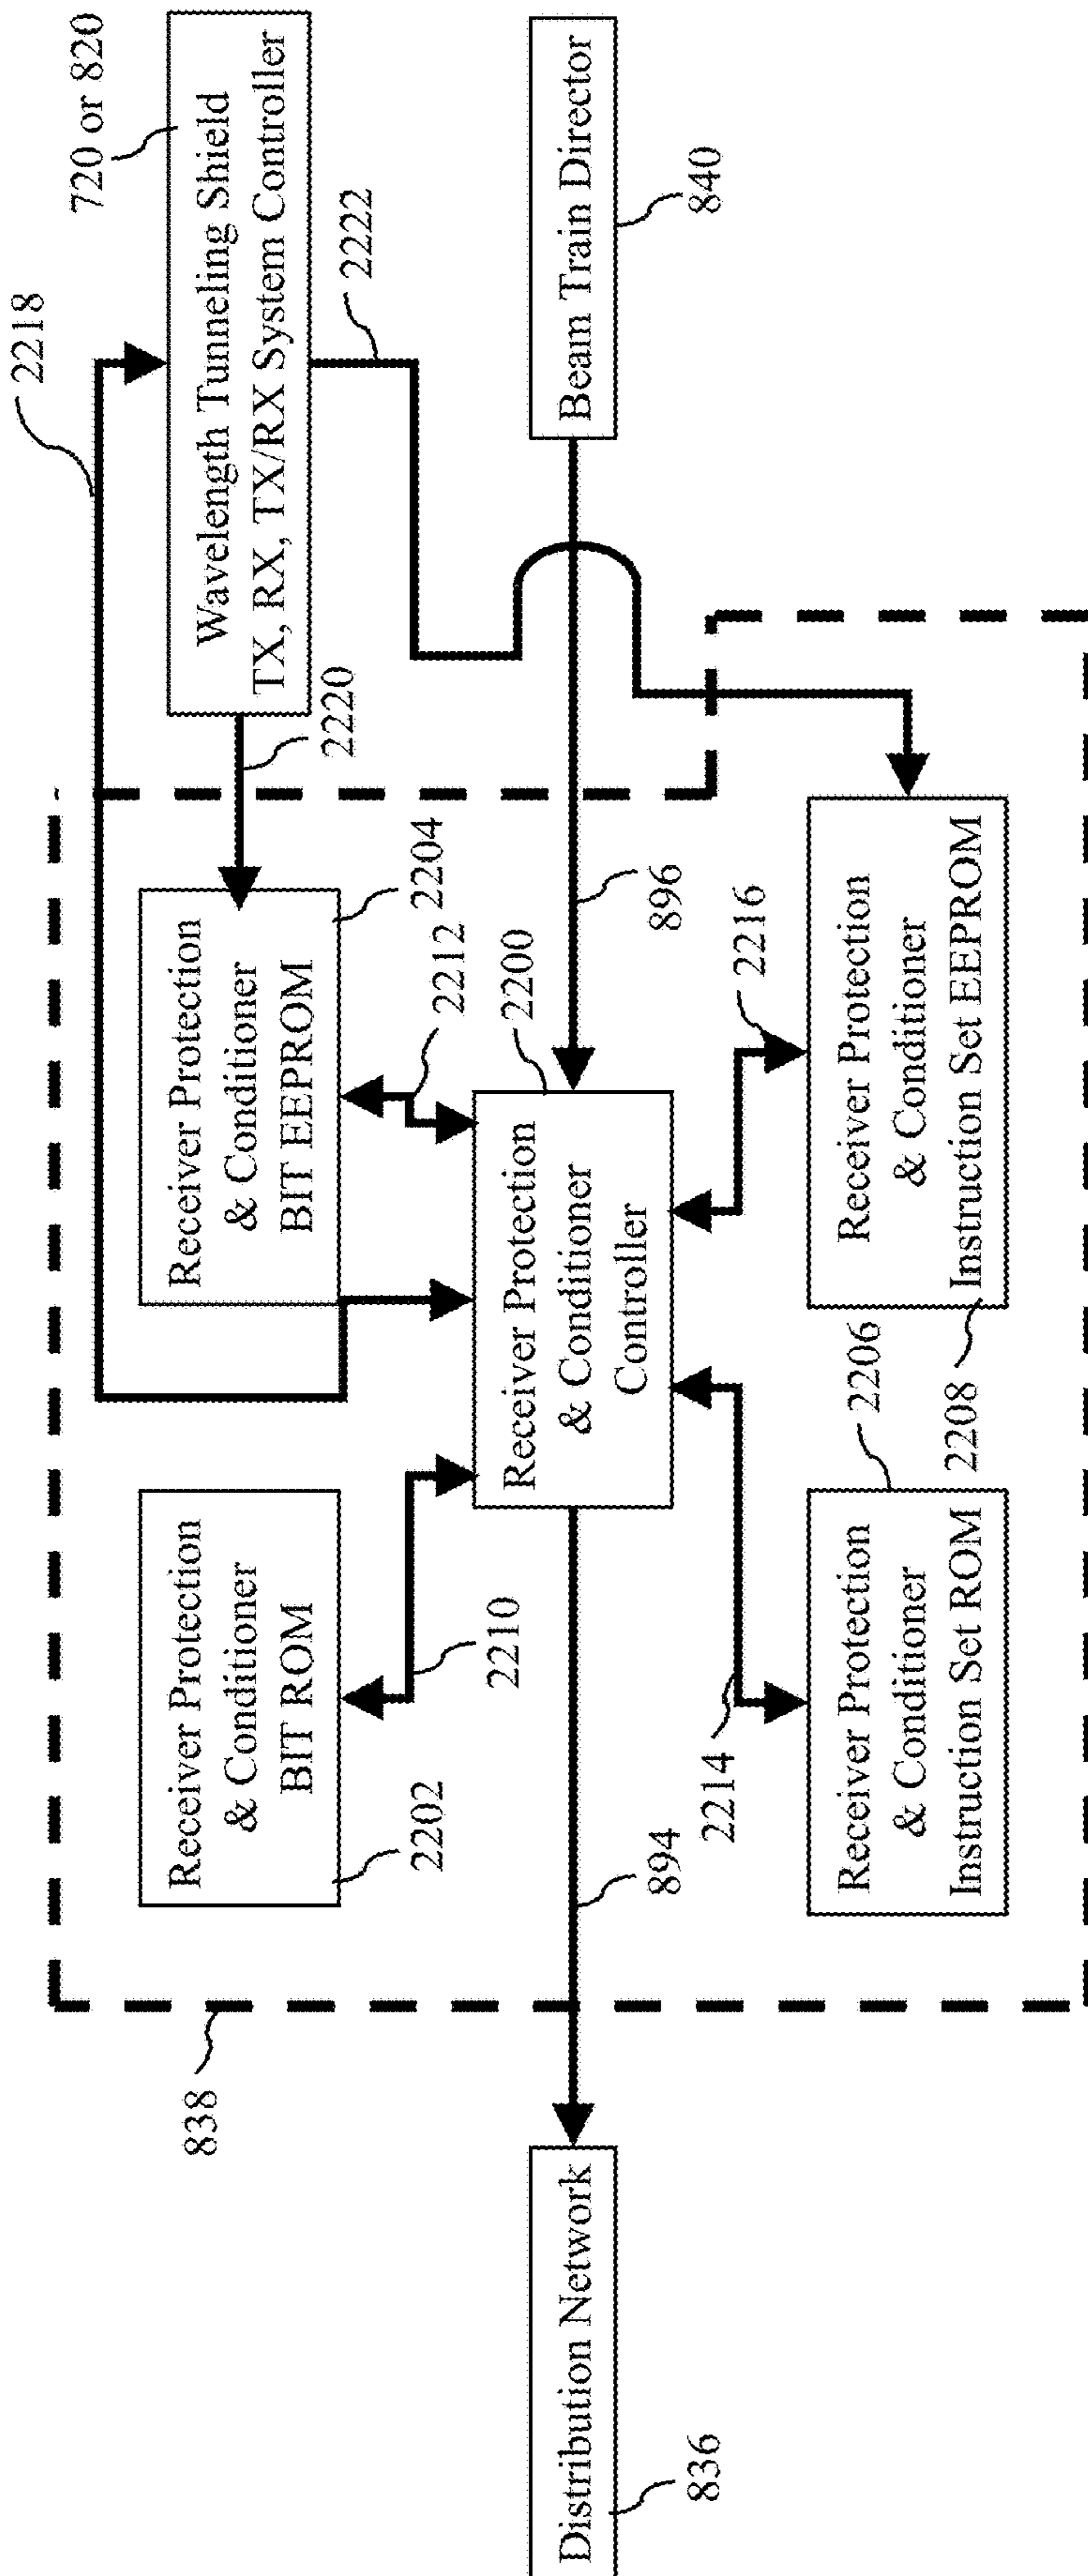 2218
720 or 820
Wavelength Tunneling Shield
TX, RX, TX/RX System Controller
2220
2222
Receiver Protection
& Conditioner
BIT ROM
2202
Receiver Protection
& Conditioner
BIT EEPROM
2204
2210
2212
838
Distribution Network
836
894
Receiver Protection
& Conditioner
Controller
2200
896
Beam Train Director
840
2214
2216
Receiver Protection
& Conditioner
Instruction Set ROM
2206
Receiver Protection
& Conditioner
Instruction Set EEPROM
2208